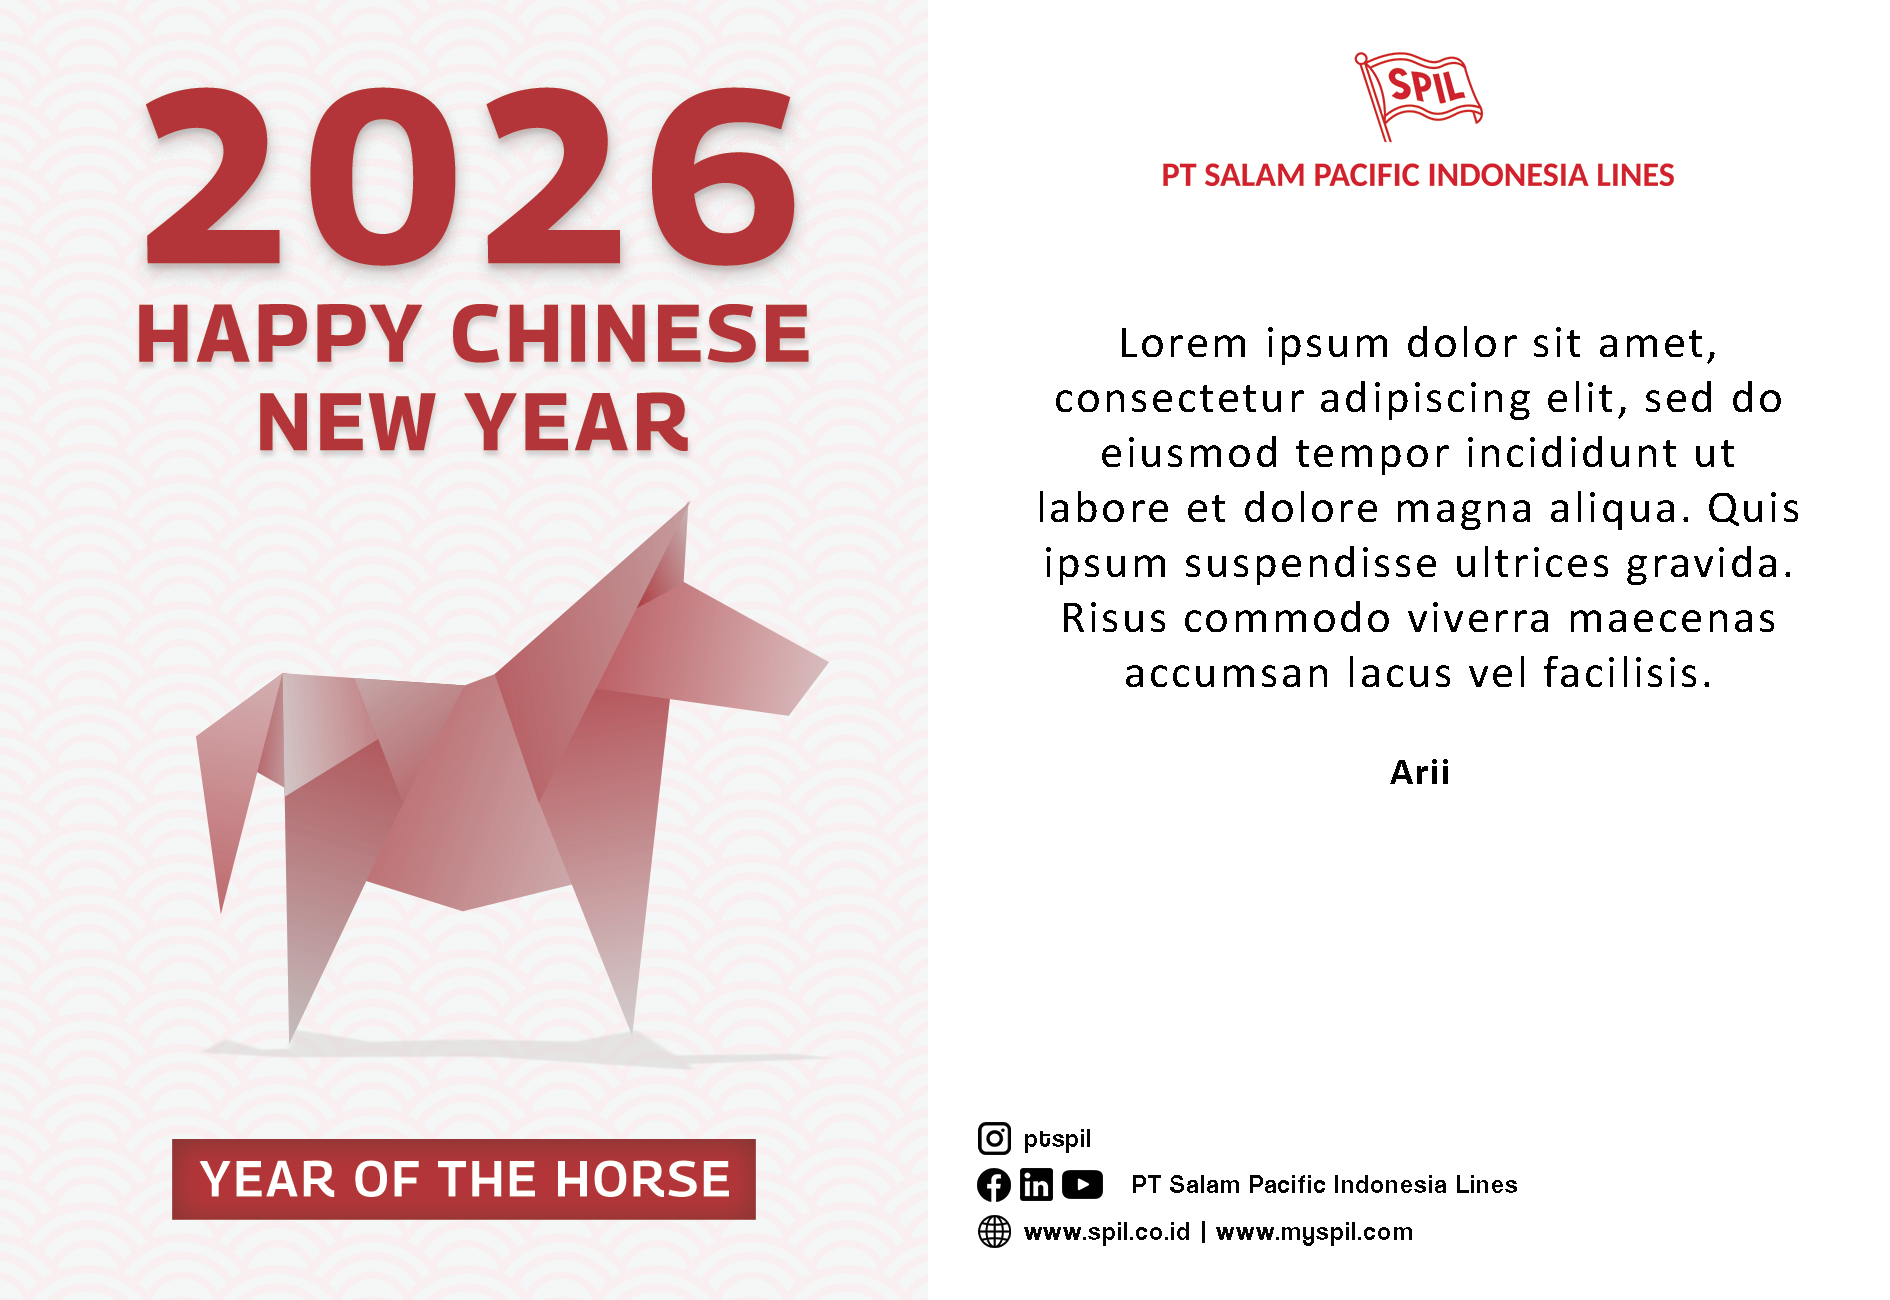 2026
HAPPY CHINESE
NEW YEAR
YEAR OF THE HORSE
SPIL
PT SALAM PACIFIC INDONESIA LINES
Lorem ipsum dolor sit amet,
consectetur adipiscing elit, sed do
eiusmod tempor incididunt ut
labore et dolore magna aliqua. Quis
ipsum suspendisse ultrices gravida.
Risus commodo viverra maecenas
accumsan lacus vel facilisis.
Arii
ptspil
PT Salam Pacific Indonesia Lines
www.spil.co.id | www.myspil.com